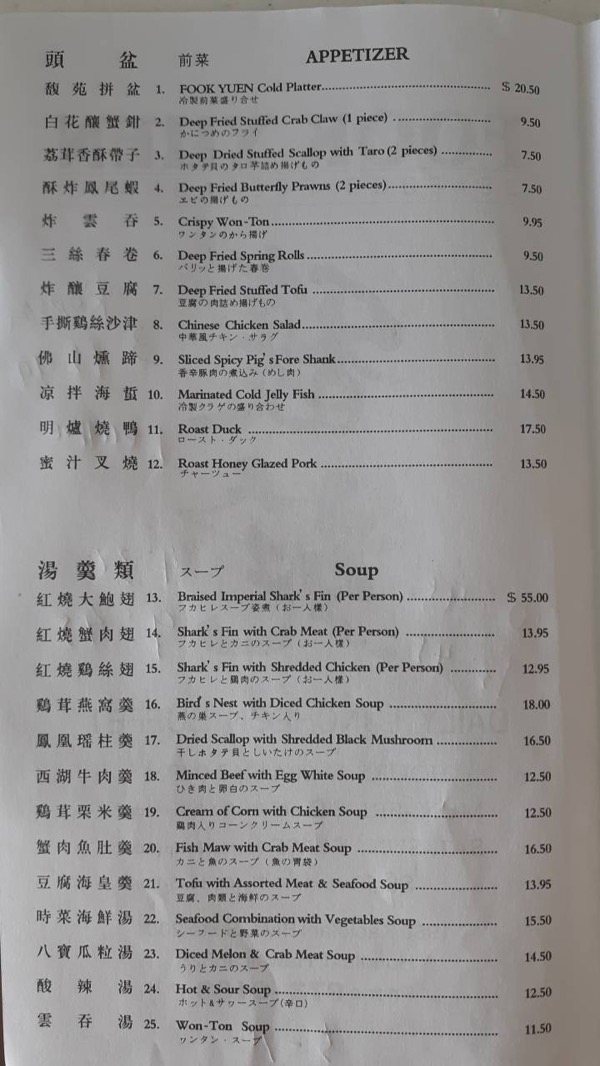 頭盆 前菜 APPETIZER
馥苑拼盆 1. FOOK YUEN Cold Platter $ 20.50
冷製前菜盛り合せ
白花釀蟹鉗 2. Deep Fried Stuffed Crab Claw (1 piece) 9.50
かにつめのフライ
荔茸香酥帶子 3. Deep Dried Stuffed Scallop with Taro (2 pieces) 7.50
ホタテ貝のタロ芋詰め揚げもの
酥炸鳳尾蝦 4. Deep Fried Butterfly Prawns (2 pieces) 7.50
エビの揚げもの
炸雲吞 5. Crispy Won-Ton 9.95
ワンタンのから揚げ
三絲春卷 6. Deep Fried Spring Rolls 9.50
パリッと揚げた春巻
炸釀豆腐 7. Deep Fried Stuffed Tofu 13.50
豆腐の肉詰め揚げもの
手撕鷄絲沙津 8. Chinese Chicken Salad 13.50
中華風チキン・サラダ
佛山燻蹄 9. Sliced Spicy Pig's Fore Shank 13.95
香辛豚肉の煮込み(めし肉)
凉拌海蜇 10. Marinated Cold Jelly Fish 14.50
冷製クラゲの盛り合わせ
明爐燒鴨 11. Roast Duck 17.50
ロースト・ダック
蜜汁叉燒 12. Roast Honey Glazed Pork 13.50
チャーツュー
湯羹類 スープ Soup
紅燒大鮑翅 13. Braised Imperial Shark's Fin (Per Person) $ 55.00
フカヒレスープ姿煮(お一人様)
紅燒蟹肉翅 14. Shark's Fin with Crab Meat (Per Person) 13.95
フカヒレとカニのスープ(お一人様)
紅燒鷄絲翅 15. Shark's Fin with Shredded Chicken (Per Person) 12.95
フカヒレと鶏肉のスープ(お一人様)
鷄茸燕窩羹 16. Bird's Nest with Diced Chicken Soup 18.00
燕の巣スープ、チキン入り
鳳凰瑶柱羹 17. Dried Scallop with Shredded Black Mushroom 16.50
干しホタテ貝としいたけのスープ
西湖牛肉羹 18. Minced Beef with Egg White Soup 12.50
ひき肉と卵白のスープ
鷄茸栗米羹 19. Cream of Corn with Chicken Soup 12.50
鶏肉入りコーンクリームスープ
蟹肉魚肚羹 20. Fish Maw with Crab Meat Soup 16.50
カニと魚のスープ(魚の胃袋)
豆腐海皇羹 21. Tofu with Assorted Meat & Seafood Soup 13.95
豆腐、肉類と海鮮のスープ
時菜海鮮湯 22. Seafood Combination with Vegetables Soup 15.50
シーフードと野菜のスープ
八寶瓜粒湯 23. Diced Melon & Crab Meat Soup 14.50
うりとカニのスープ
酸辣湯 24. Hot & Sour Soup 12.50
ホット&サワースープ(辛口)
雲吞湯 25. Won-Ton Soup 11.50
ワンタン・スープ